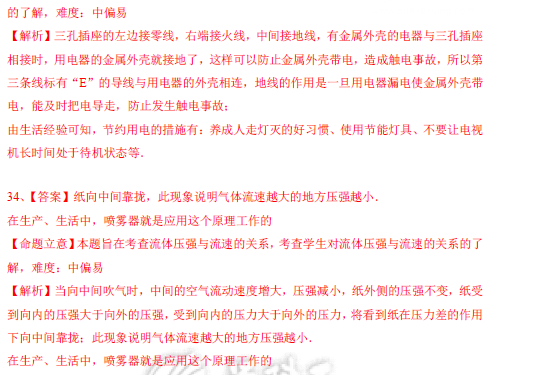 的了解，难度：中偏易
【解析】三孔插座的左边接零线，右端接火线，中间接地线，有金属外壳的电器与三孔插座
相接时，用电器的金属外壳就接地了，这样可以防止金属外壳带电，造成触电事故，所以第
三条线标有“E”的导线与用电器的外壳相连，地线的作用是一旦用电器漏电使金属外壳带
电，能及时把电导走，防止发生触电事故；
由生活经验可知，节约用电的措施有：养成人走灯灭的好习惯、使用节能灯具、不要让电视
机长时间处于待机状态等．
34、【答案】纸向中间靠拢，此现象说明气体流速越大的地方压强越小．
在生产、生活中，喷雾器就是应用这个原理工作的
【命题立意】本题旨在考查流体压强与流速的关系，考查学生对流体压强与流速的关系的了
解，难度：中偏易
【解析】当向中间吹气时，中间的空气流动速度增大，压强减小，纸外侧的压强不变，纸受
到向内的压强大于向外的压强，受到向内的压力大于向外的压力，将看到纸在压力差的作用
下向中间靠拢；此现象说明气体流速越大的地方压强越小．
在生产、生活中，喷雾器就是应用这个原理工作的